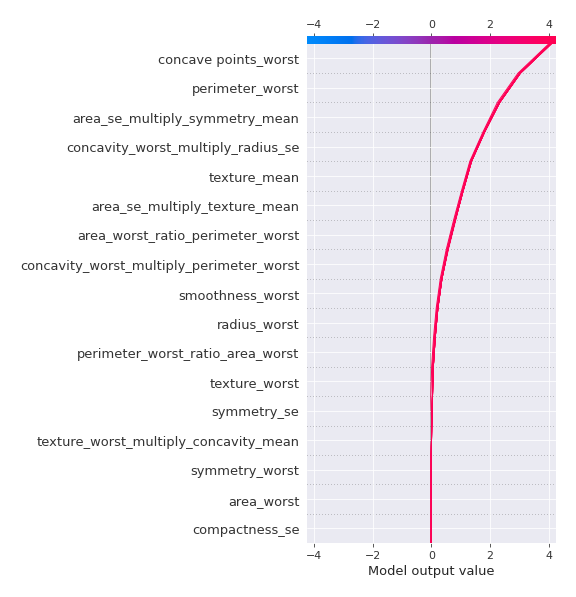 −4 −2 0 2 4
concave points_worst
perimeter_worst
area_se_multiply_symmetry_mean
concavity_worst_multiply_radius_se
texture_mean
area_se_multiply_texture_mean
area_worst_ratio_perimeter_worst
concavity_worst_multiply_perimeter_worst
smoothness_worst
radius_worst
perimeter_worst_ratio_area_worst
texture_worst
symmetry_se
texture_worst_multiply_concavity_mean
symmetry_worst
area_worst
compactness_se
−4 −2 0 2 4
Model output value